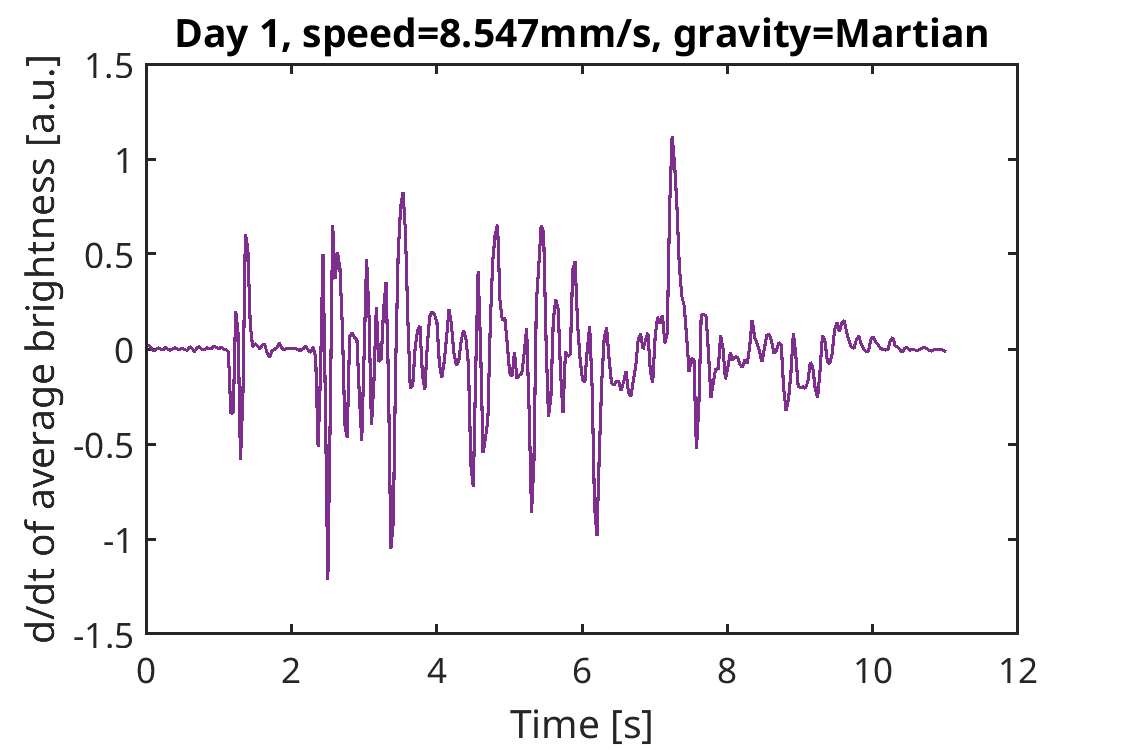 Day 1, speed=8.547mm/s, gravity=Martian
d/dt of average brightness [a.u.]
1.5
1
0.5
0
-0.5
-1
-1.5
0 2 4 6 8 10 12
Time [s]